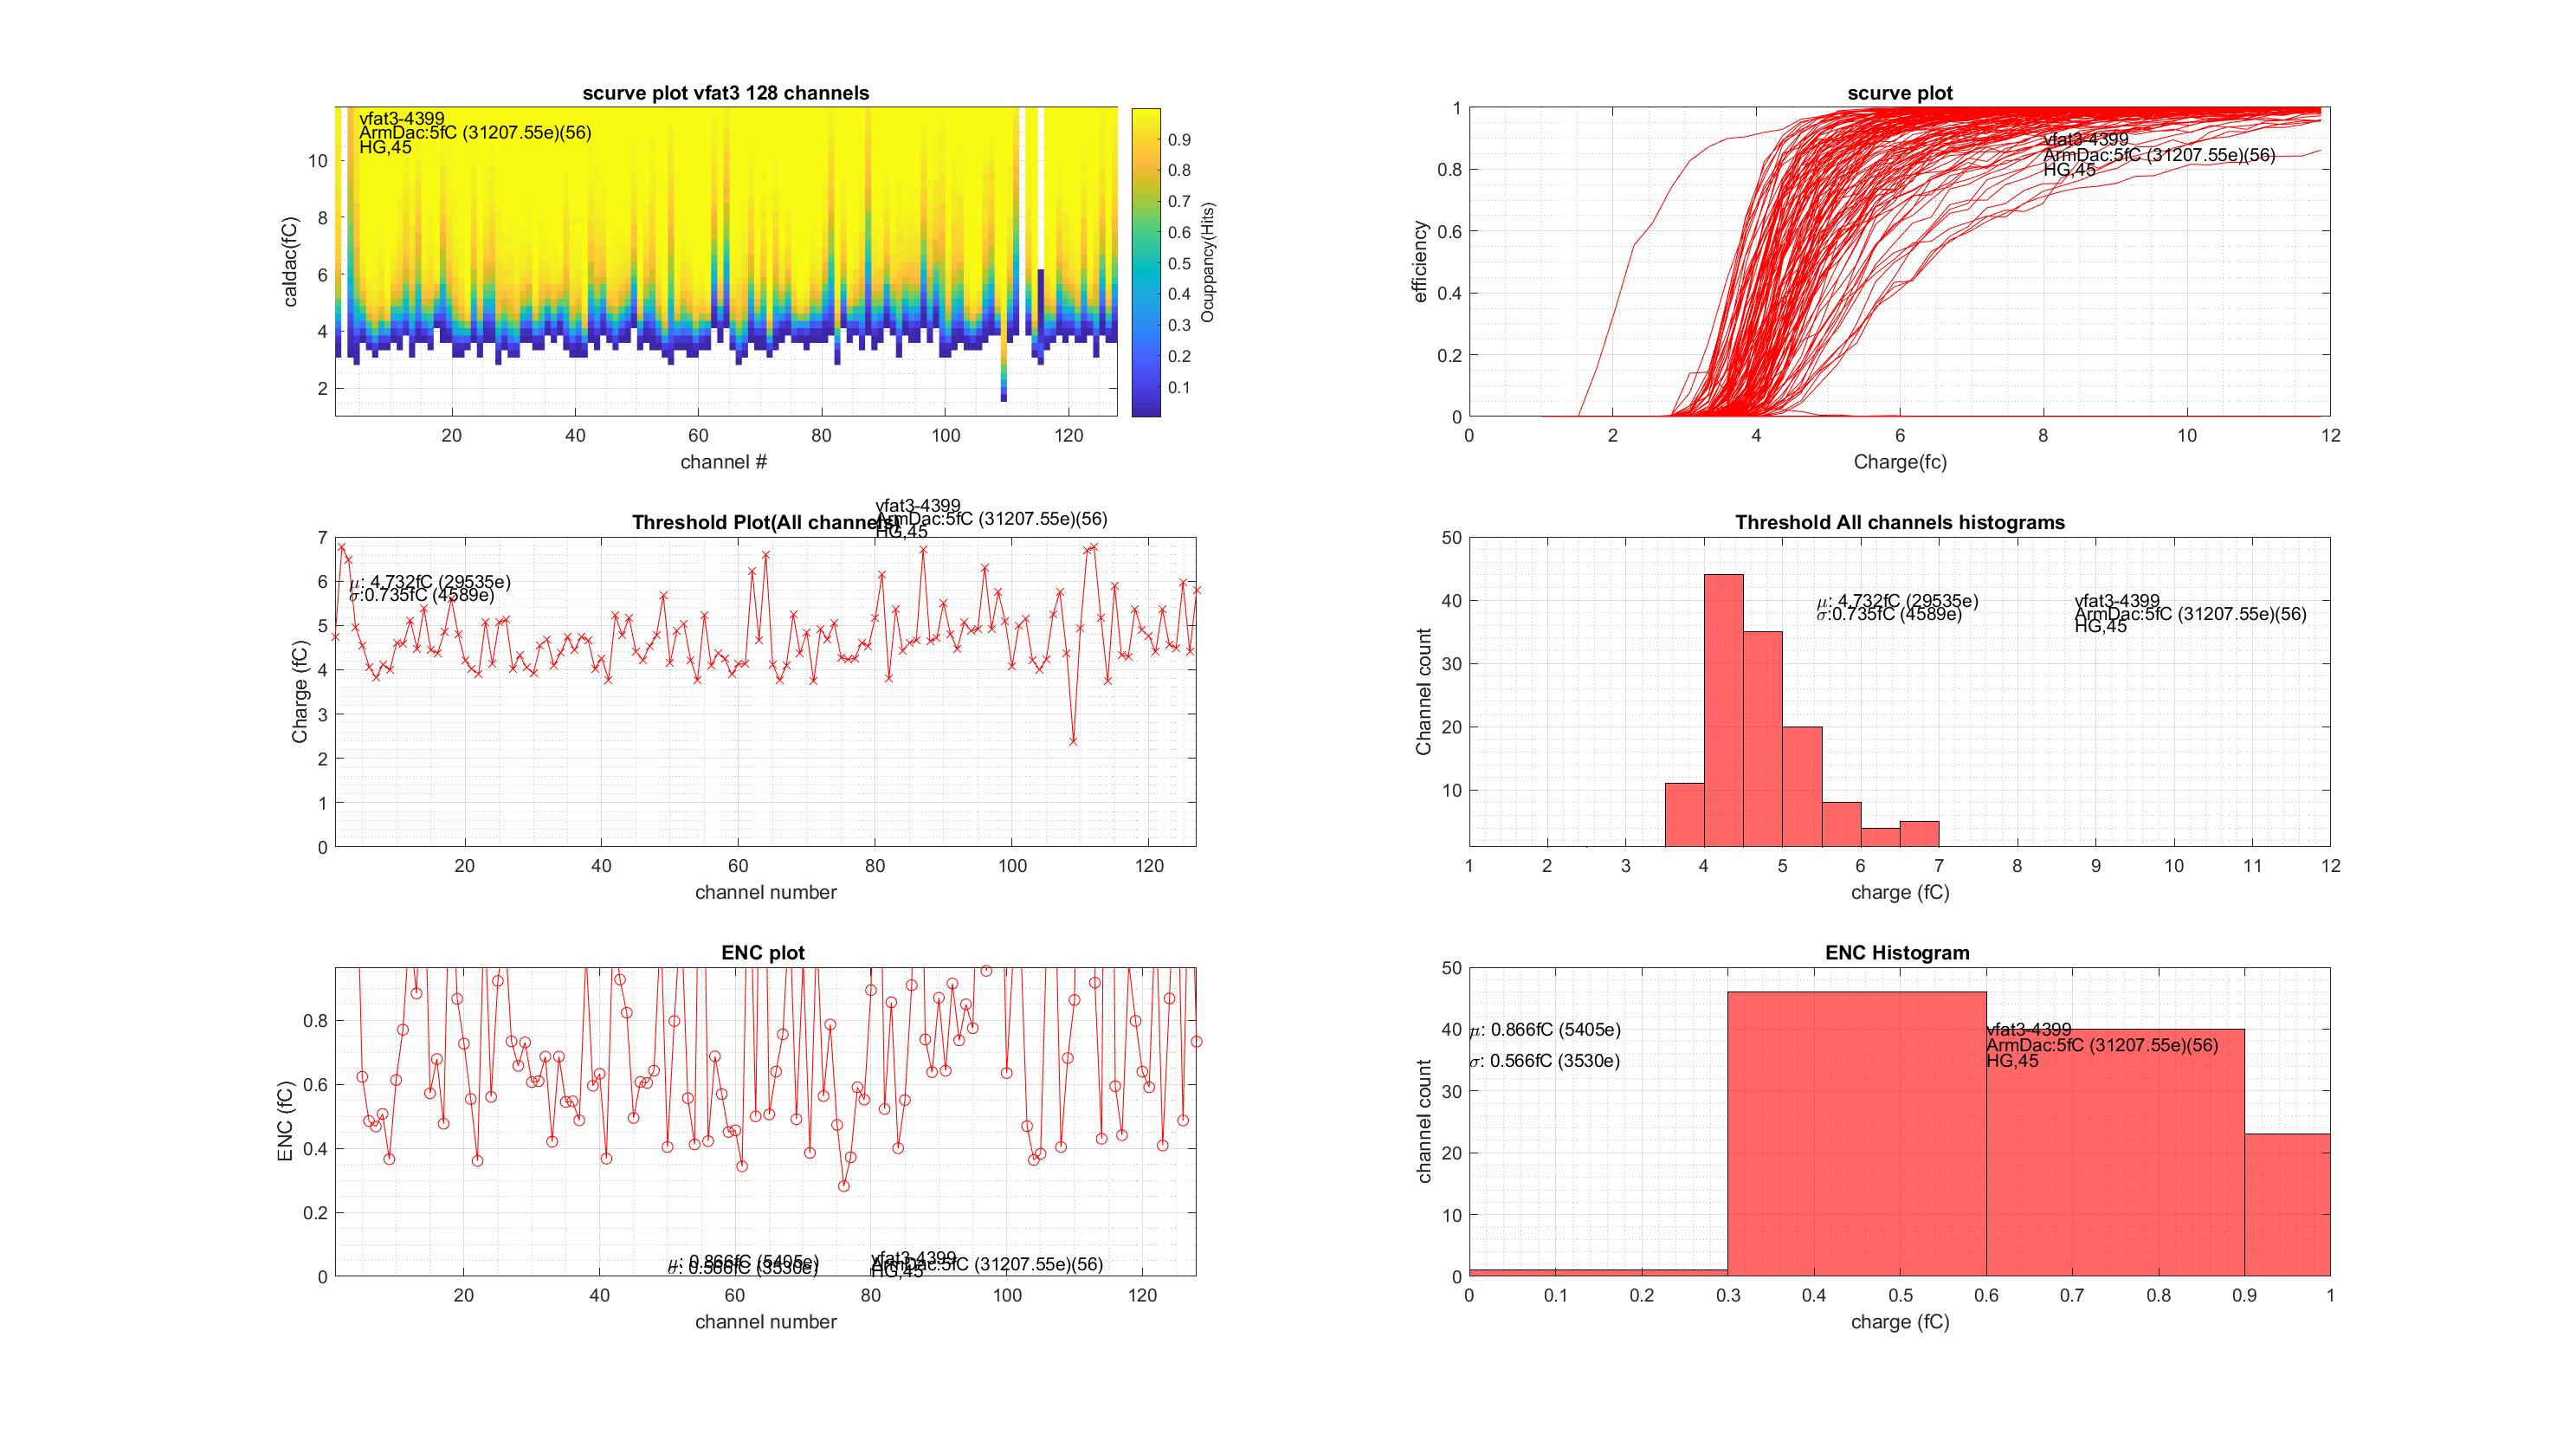 scurve plot vfat3 128 channels
vfat3-4399
ArmDac:5fC (31207.55e)(56)
HG,45
caldac(fC)
10
8
6
4
2
20 40 60 80 100 120
channel #
0.9
0.8
0.7
0.6
0.5
0.4
0.3
0.2
0.1
Ocuppancy(Hits)
scurve plot
vfat3-4399
ArmDac:5fC (31207.55e)(56)
HG,45
efficiency
1
0.8
0.6
0.4
0.2
0
0 2 4 6 8 10 12
Charge(fc)
Threshold Plot(All channels)
vfat3-4399
ArmDac:5fC (31207.55e)(56)
HG,45
μ: 4.732fC (29535e)
σ:0.735fC (4589e)
Charge (fC)
7
6
5
4
3
2
1
0
20 40 60 80 100 120
channel number
Threshold All channels histograms
μ: 4.732fC (29535e)
σ:0.735fC (4589e)
vfat3-4399
ArmDac:5fC (31207.55e)(56)
HG,45
Channel count
50
40
30
20
10
1 2 3 4 5 6 7 8 9 10 11 12
charge (fC)
ENC plot
ENC (fC)
0.8
0.6
0.4
0.2
0
μ: 0.866fC (5405e)
σ: 0.566fC (3530e)
vfat3-4399
ArmDac:5fC (31207.55e)(56)
HG,45
20 40 60 80 100 120
channel number
ENC Histogram
μ: 0.866fC (5405e)
σ: 0.566fC (3530e)
vfat3-4399
ArmDac:5fC (31207.55e)(56)
HG,45
channel count
50
40
30
20
10
0
0 0.1 0.2 0.3 0.4 0.5 0.6 0.7 0.8 0.9 1
charge (fC)